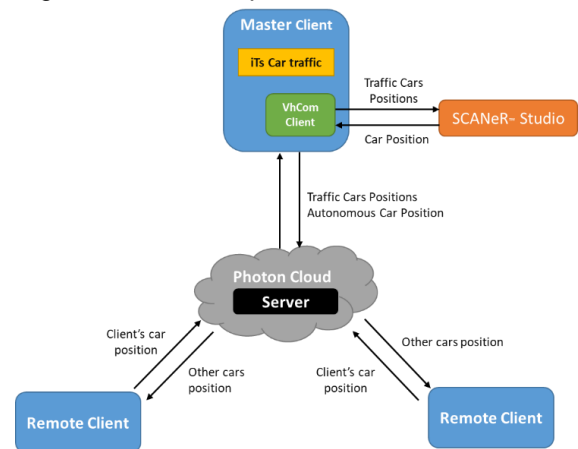 Master Client
iTs Car traffic
VhCom
Client
Traffic Cars
Positions
SCANeR- Studio
Car Position
Traffic Cars Positions
Autonomous Car Position
Photon Cloud
Server
Client's car
position
Other cars
position
Other cars position
Client's car
position
Remote Client
Remote Client